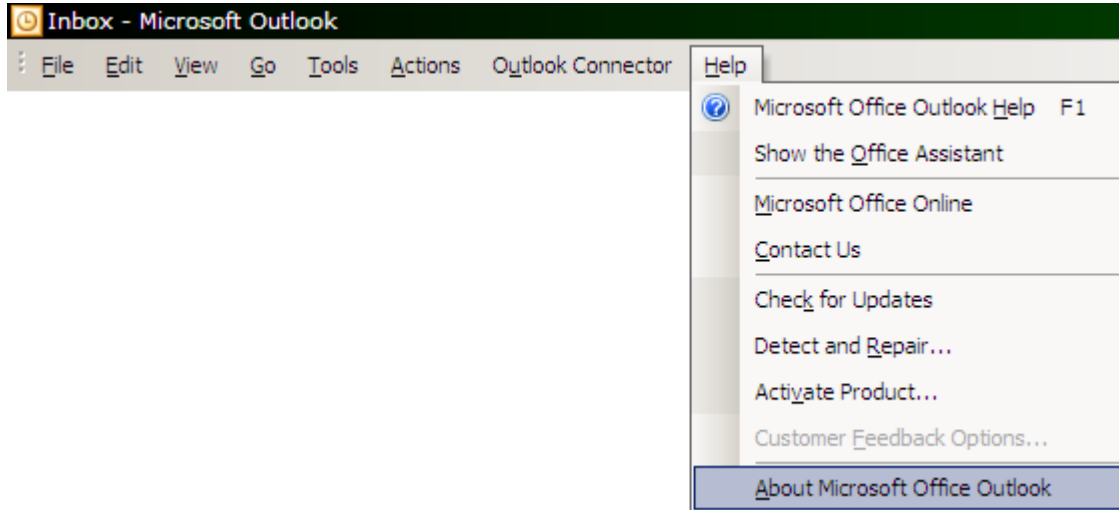 Inbox - Microsoft Outlook
File Edit View Go Tools Actions Outlook Connector Help
Microsoft Office Outlook Help F1
Show the Office Assistant
Microsoft Office Online
Contact Us
Check for Updates
Detect and Repair...
Activate Product...
Customer Feedback Options...
About Microsoft Office Outlook